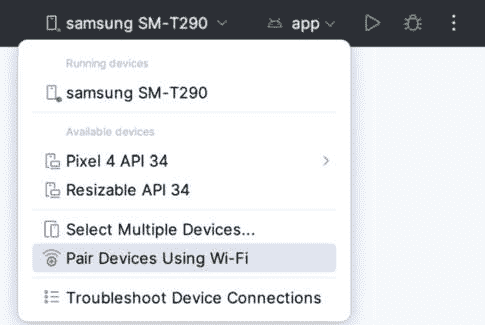 samsung SM-T290
app
Running devices
samsung SM-T290
Available devices
Pixel 4 API 34
Resizable API 34
Select Multiple Devices...
Pair Devices Using Wi-Fi
Troubleshoot Device Connections